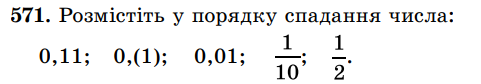 571. Розмістіть у порядку спадання числа:
0,11; 0,(1); 0,01; 1/10; 1/2.